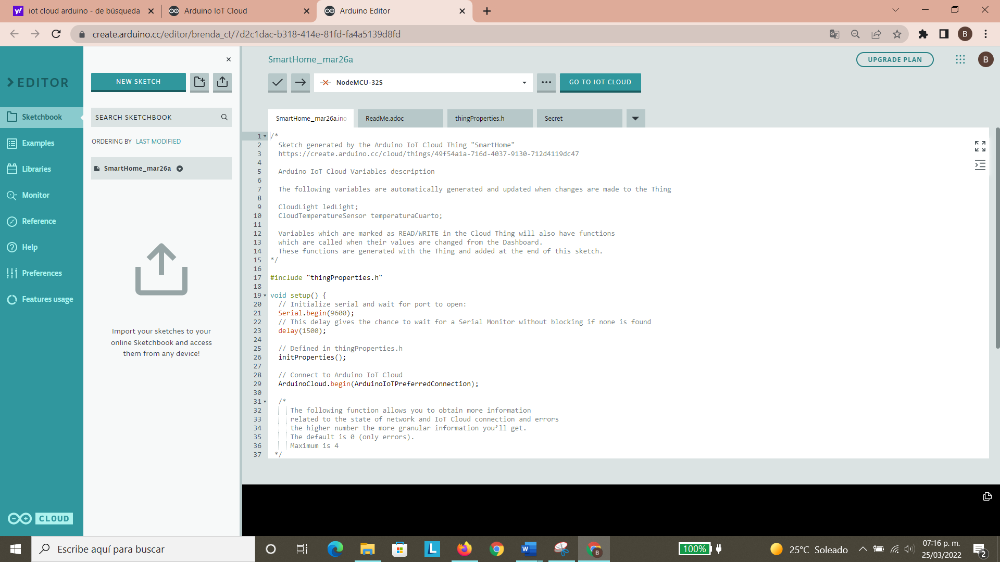 iot cloud arduino - de búsqueda
Arduino IoT Cloud
Arduino Editor
create.arduino.cc/editor/brenda_ct/7d2c1dac-b318-414e-81fd-fa4a5139d8fd
B
EDITOR
Sketchbook
Examples
Libraries
Monitor
Reference
Help
Preferences
Features usage
CLOUD
NEW SKETCH
SEARCH SKETCHBOOK
ORDERING BY LAST MODIFIED
SmartHome_mar26a
Import your sketches to your
online Sketchbook and access
them from any device!
SmartHome_mar26a
UPGRADE PLAN
B
NodeMCU-32S
GO TO IOT CLOUD
SmartHome_mar26a.ino
ReadMe.adoc
thingProperties.h
Secret
1 /*
2 Sketch generated by the Arduino IoT Cloud Thing "SmartHome"
3 https://create.arduino.cc/cloud/things/49f54a1a-716d-4037-9130-712d4119dc47
4
5 Arduino IoT Cloud Variables description
6
7 The following variables are automatically generated and updated when changes are made to the Thing
8
9 CloudLight ledLight;
10 CloudTemperatureSensor temperaturaCuarto;
11
12 Variables which are marked as READ/WRITE in the Cloud Thing will also have functions
13 which are called when their values are changed from the Dashboard.
14 These functions are generated with the Thing and added at the end of this sketch.
15 */
16
17 #include "thingProperties.h"
18
19 void setup() {
20 // Initialize serial and wait for port to open:
21 Serial.begin(9600);
22 // This delay gives the chance to wait for a Serial Monitor without blocking if none is found
23 delay(1500);
24
25 // Defined in thingProperties.h
26 initProperties();
27
28 // Connect to Arduino IoT Cloud
29 ArduinoCloud.begin(ArduinoIoTPreferredConnection);
30
31 /*
32 The following function allows you to obtain more information
33 related to the state of network and IoT Cloud connection and errors
34 the higher number the more granular information you’ll get.
35 The default is 0 (only errors).
36 Maximum is 4
37 */
Escribe aquí para buscar
100%
25°C Soleado
07:16 p. m.
25/03/2022
2